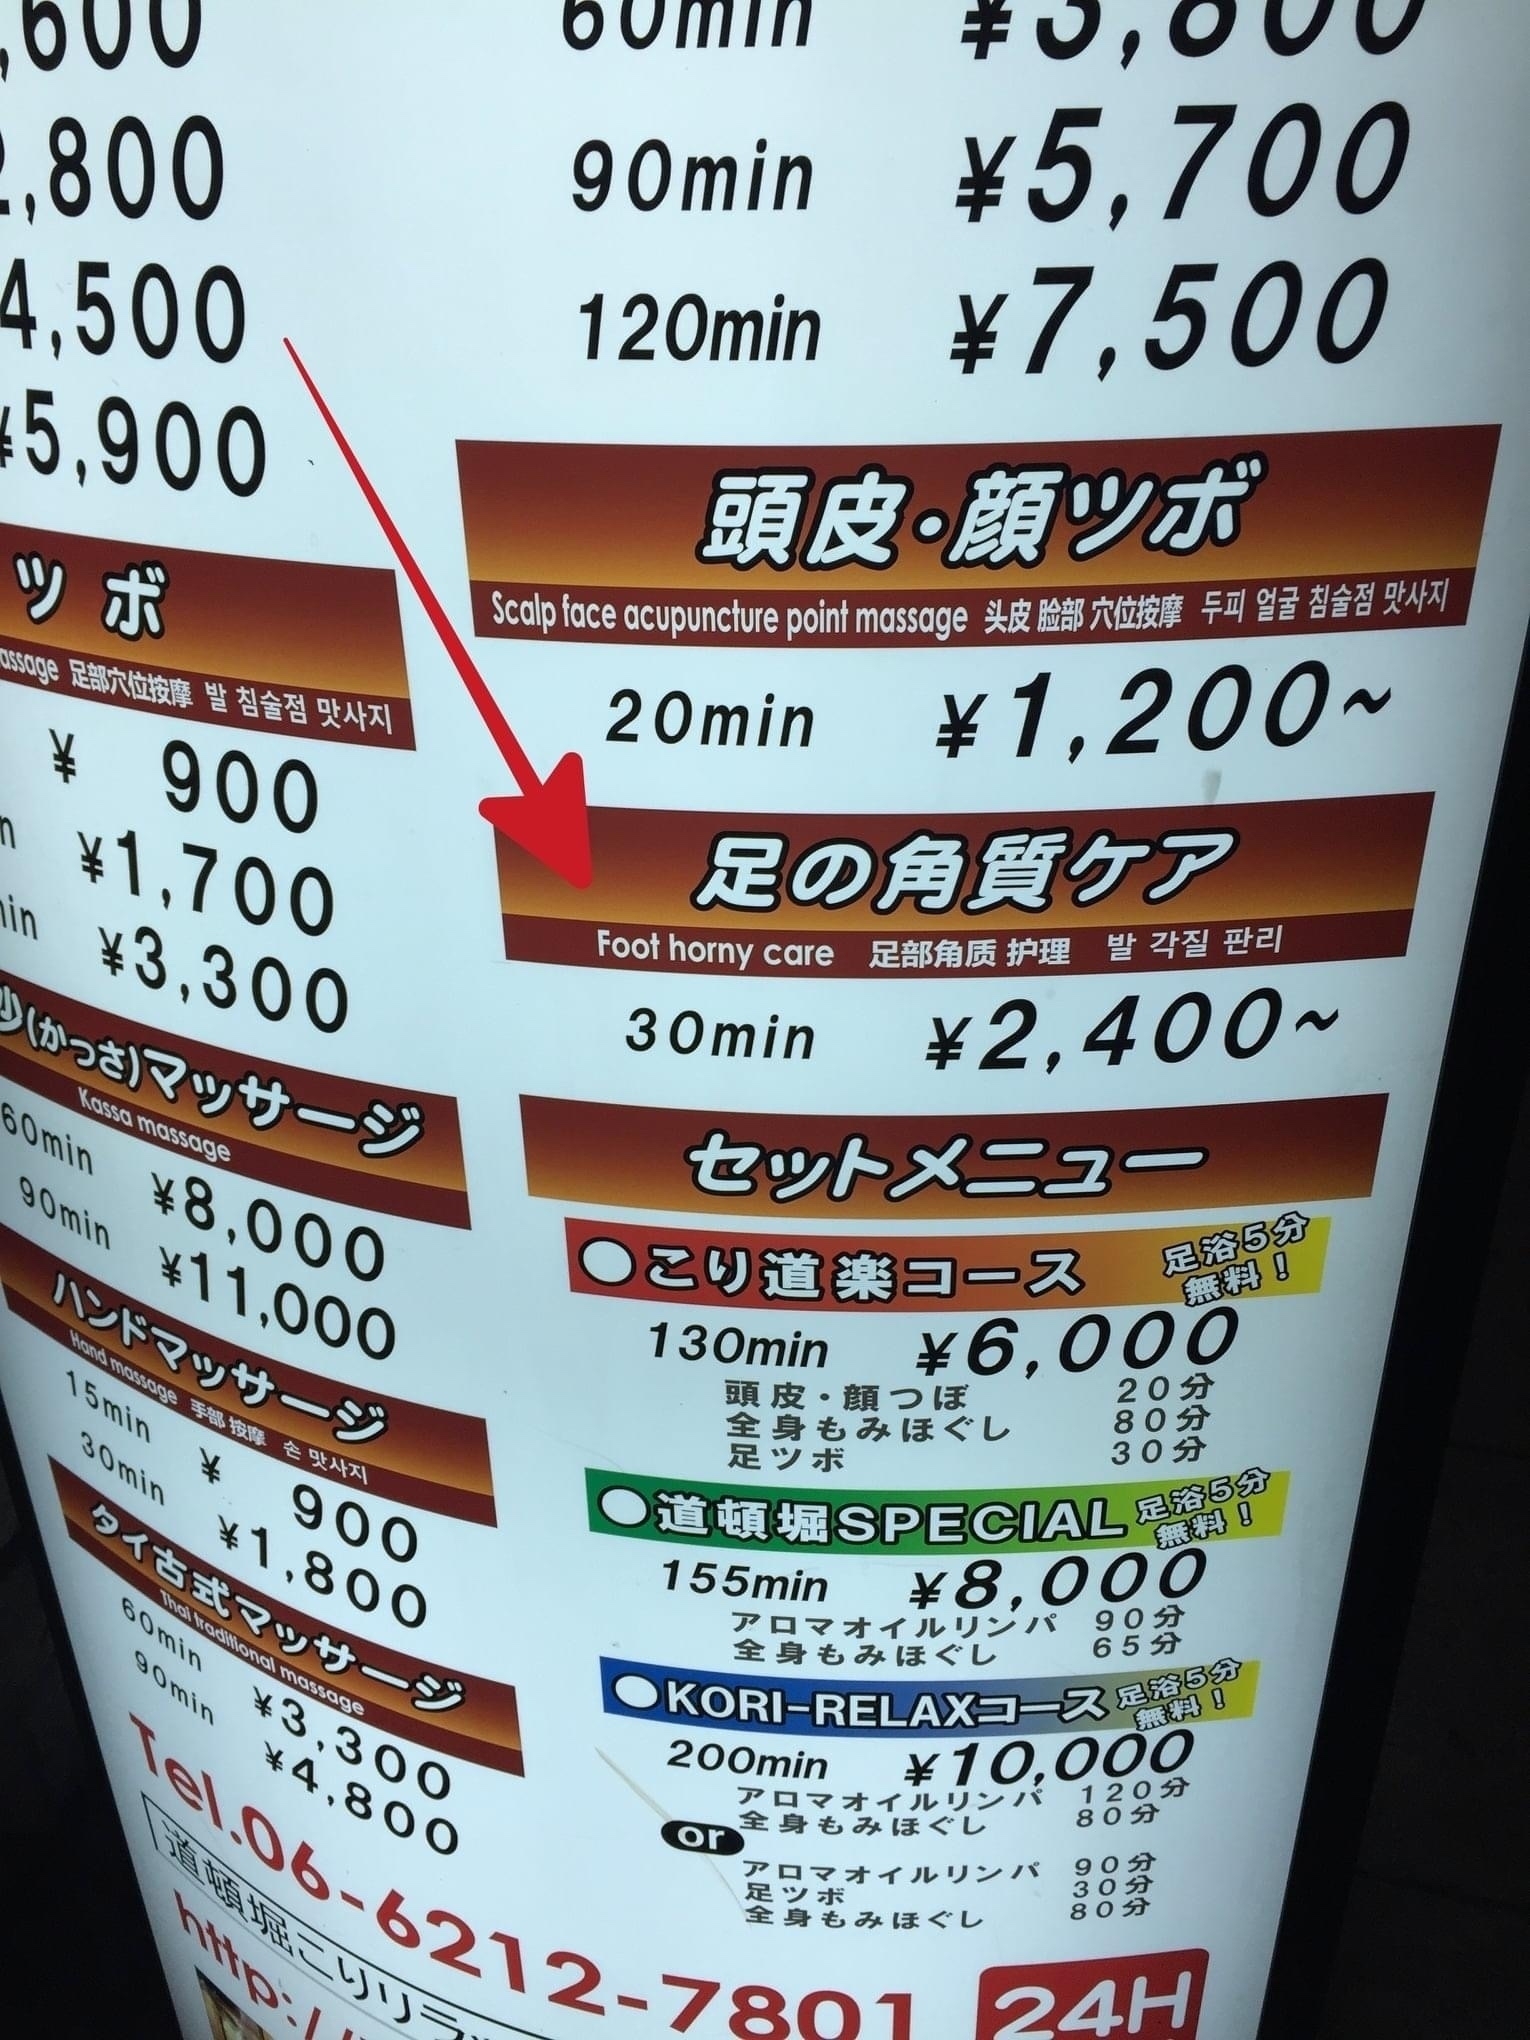 ,600
,800
4,500
¥5,900
ツボ
足部穴位按摩 발 침술점 맛사지
¥ 900
¥1,700
¥3,300
(かっさ)マッサージ
Kassa massage
60min ¥8,000
90min ¥11,000
ハンドマッサージ
Hand massage 手部 按摩 손 맛사지
15min ¥ 900
30min ¥1,800
タイ古式マッサージ
Thai traditional massage
60min ¥3,300
90min ¥4,800
Tel.06-6212-7801
道頓堀こりリラ
http://
60min ¥3,800
90min ¥5,700
120min ¥7,500
頭皮・顔ツボ
Scalp face acupuncture point massage 头皮 脸部 穴位按摩 두피 얼굴 침술점 맛사지
20min ¥1,200~
足の角質ケア
Foot horny care 足部角质 护理 발 각질 판리
30min ¥2,400~
セットメニュー
●こり道楽コース 足浴5分無料!
130min ¥6,000
頭皮・顔つぼ 20分
全身もみほぐし 80分
足ツボ 30分
●道頓堀SPECIAL 足浴5分無料!
155min ¥8,000
アロマオイルリンパ 90分
全身もみほぐし 65分
●KORI-RELAXコース 足浴5分無料!
200min ¥10,000
アロマオイルリンパ 120分
全身もみほぐし 80分
or
アロマオイルリンパ 90分
足ツボ 30分
全身もみほぐし 80分
24H